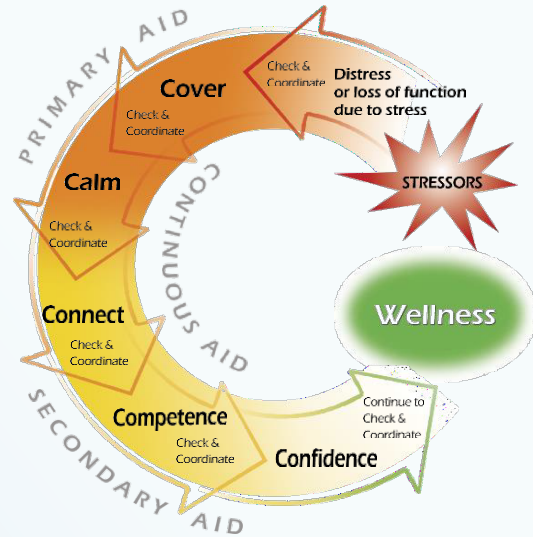 PRIMARY AID
Check &
Coordinate
Distress
or loss of function
due to stress
Cover
Check &
Coordinate
STRESSORS
Calm
CONTINUOUS AID
Check &
Coordinate
Connect
Wellness
Check &
Coordinate
Competence
Check &
Coordinate
Continue to
Check &
Coordinate
Confidence
SECONDARY AID